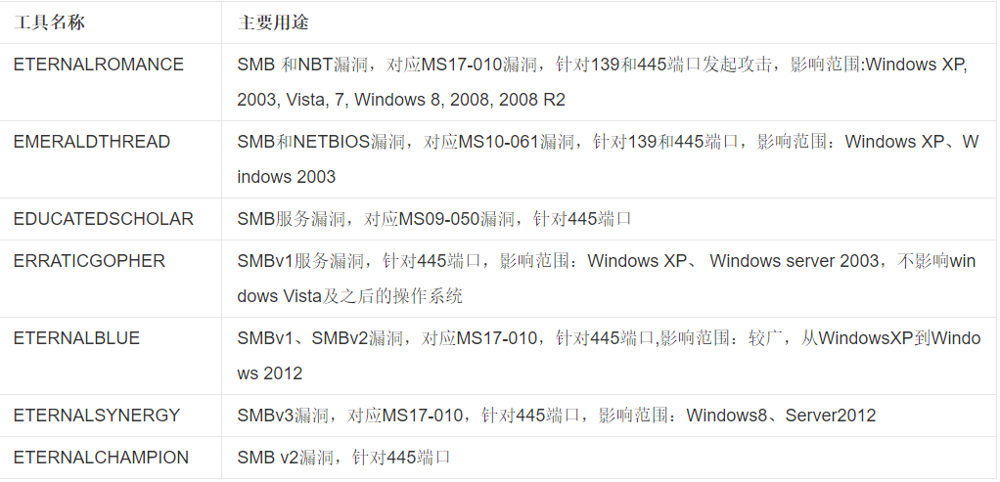 工具名称 主要用途
ETERNALROMANCE SMB 和NBT漏洞，对应MS17-010漏洞，针对139和445端口发起攻击，影响范围:Windows XP,
2003, Vista, 7, Windows 8, 2008, 2008 R2
EMERALDTHREAD SMB和NETBIOS漏洞，对应MS10-061漏洞，针对139和445端口，影响范围：Windows XP、W
indows 2003
EDUCATEDSCHOLAR SMB服务漏洞，对应MS09-050漏洞，针对445端口
ERRATICGOPHER SMBv1服务漏洞，针对445端口，影响范围：Windows XP、 Windows server 2003，不影响win
dows Vista及之后的操作系统
ETERNALBLUE SMBv1、SMBv2漏洞，对应MS17-010，针对445端口,影响范围：较广，从WindowsXP到Windo
ws 2012
ETERNALSYNERGY SMBv3漏洞，对应MS17-010，针对445端口，影响范围：Windows8、Server2012
ETERNALCHAMPION SMB v2漏洞，针对445端口